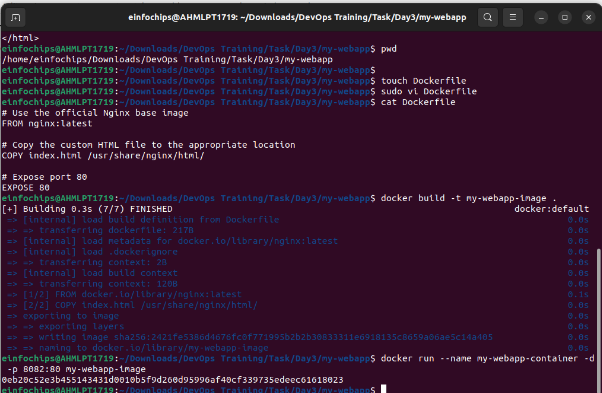 einfochips@AHMLPT1719: ~/Downloads/DevOps Training/Task/Day3/my-webapp
</html>
einfochips@AHMLPT1719:~/Downloads/DevOps Training/Task/Day3/my-webapp$ pwd
/home/einfochips/Downloads/DevOps Training/Task/Day3/my-webapp
einfochips@AHMLPT1719:~/Downloads/DevOps Training/Task/Day3/my-webapp$
einfochips@AHMLPT1719:~/Downloads/DevOps Training/Task/Day3/my-webapp$ touch Dockerfile
einfochips@AHMLPT1719:~/Downloads/DevOps Training/Task/Day3/my-webapp$ sudo vi Dockerfile
einfochips@AHMLPT1719:~/Downloads/DevOps Training/Task/Day3/my-webapp$ cat Dockerfile
# Use the official Nginx base image
FROM nginx:latest
# Copy the custom HTML file to the appropriate location
COPY index.html /usr/share/nginx/html/
# Expose port 80
EXPOSE 80
einfochips@AHMLPT1719:~/Downloads/DevOps Training/Task/Day3/my-webapp$ docker build -t my-webapp-image .
[+] Building 0.3s (7/7) FINISHED docker:default
=> [internal] load build definition from Dockerfile 0.0s
=> => transferring dockerfile: 217B 0.0s
=> [internal] load metadata for docker.io/library/nginx:latest 0.0s
=> [internal] load .dockerignore 0.0s
=> => transferring context: 2B 0.0s
=> [internal] load build context 0.0s
=> => transferring context: 120B 0.0s
=> [1/2] FROM docker.io/library/nginx:latest 0.1s
=> [2/2] COPY index.html /usr/share/nginx/html/ 0.0s
=> exporting to image 0.0s
=> => exporting layers 0.0s
=> => writing image 0.0s
=> => naming to docker.io/library/my-webapp-image 0.0s
einfochips@AHMLPT1719:~/Downloads/DevOps Training/Task/Day3/my-webapp$ docker run --name my-webapp-container -d
-p 8082:80 my-webapp-image
0eb20c52e3b455143431d0010b5f9d260d95996af40cf339735edeec61618023
einfochips@AHMLPT1719:~/Downloads/DevOps Training/Task/Day3/my-webapp$